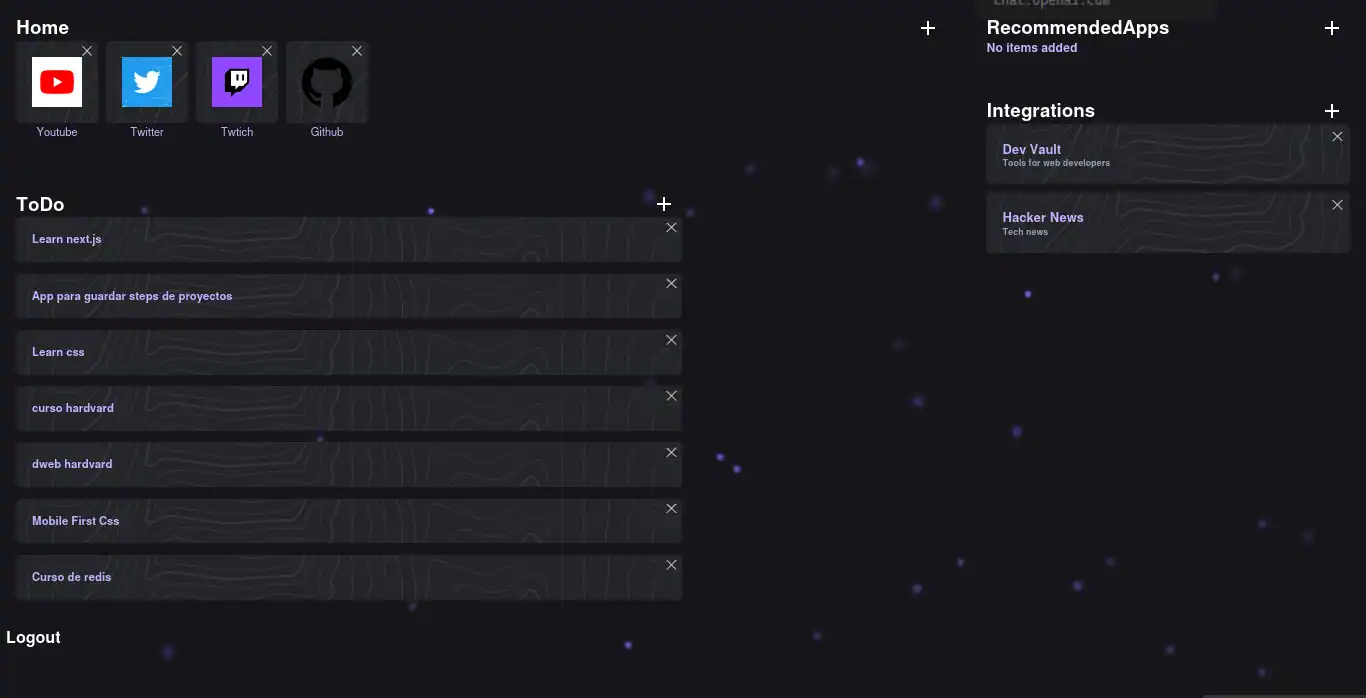 chat.openai.com
Home
Youtube
Twitter
Twtich
Github
ToDo
Learn next.js
App para guardar steps de proyectos
Learn css
curso hardvard
dweb hardvard
Mobile First Css
Curso de redis
Logout
RecommendedApps
No items added
Integrations
Dev Vault
Tools for web developers
Hacker News
Tech news